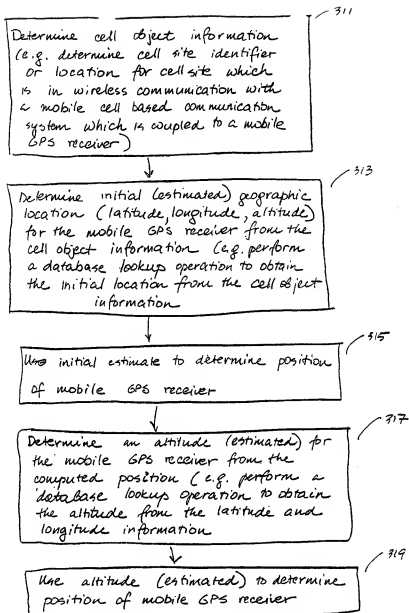 311
Determine cell object information
(e.g. determine cell site identifier
or location for cell site which
is in wireless communication with
a mobile cell based communication
system which is coupled to a mobile
GPS receiver)
313
Determine initial (estimated) geographic
location (latitude, longitude, altitude)
for the mobile GPS receiver from the
cell object information (e.g. perform
a database lookup operation to obtain
the initial location from the cell object
information
315
Use initial estimate to determine position
of mobile GPS receiver
317
Determine an altitude (estimated) for
the mobile GPS receiver from the
computed position (e.g. perform a
database lookup operation to obtain
the altitude from the latitude and
longitude information
319
Use altitude (estimated) to determine
position of mobile GPS receiver